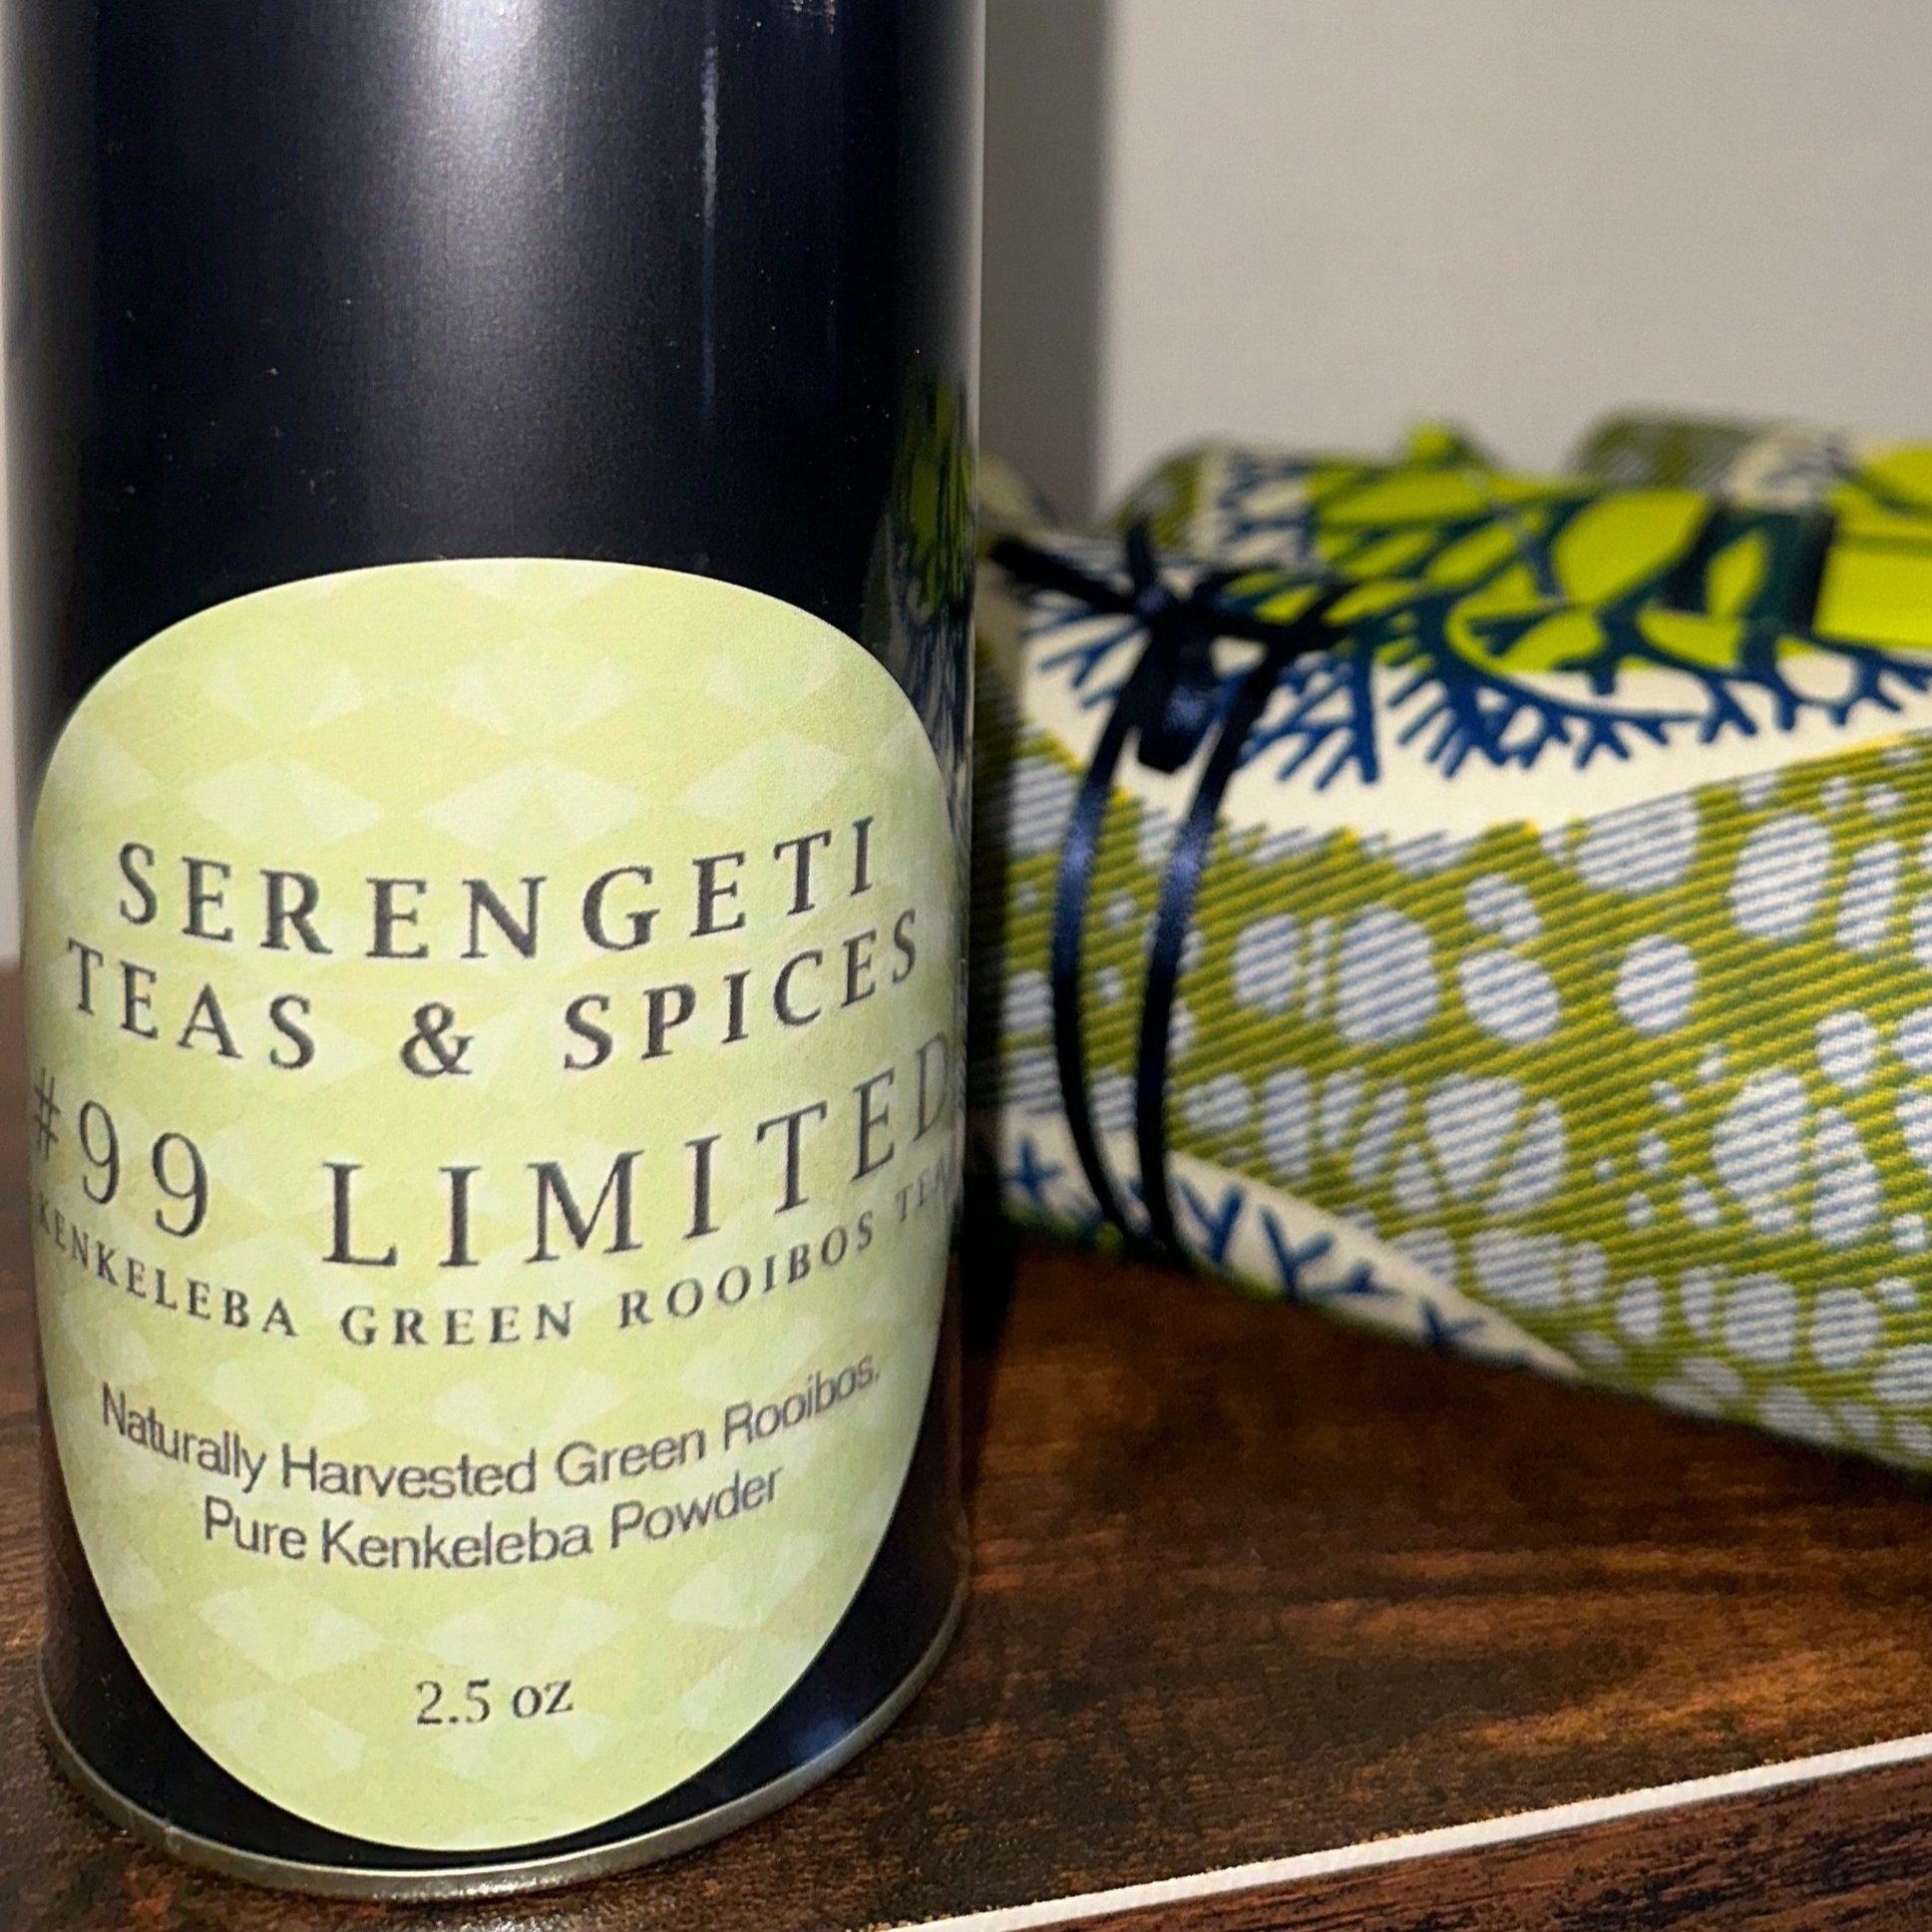 SERENGETI
TEAS & SPICES
#99 LIMITED
KENKELEBA GREEN ROOIBOS TEA
Naturally Harvested Green Rooibos,
Pure Kenkeleba Powder
2.5 oz